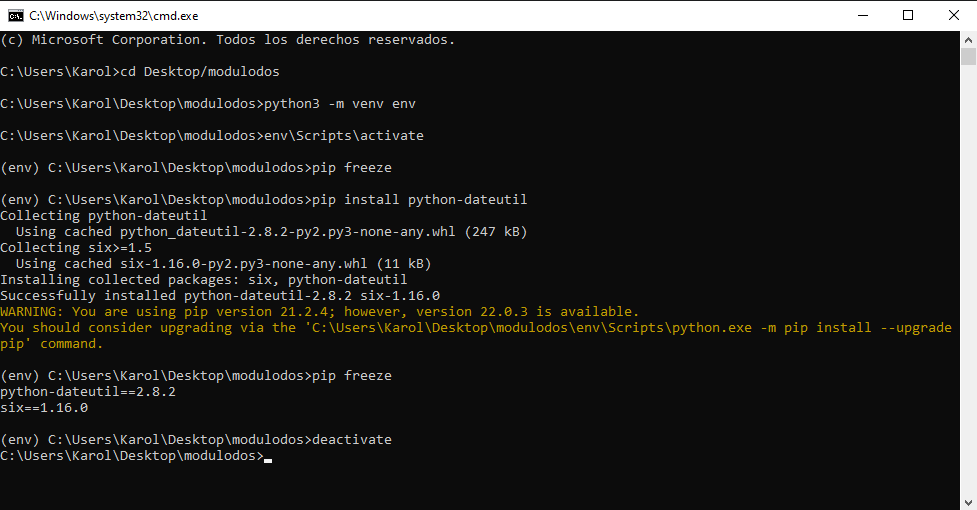 C:\Windows\system32\cmd.exe
(c) Microsoft Corporation. Todos los derechos reservados.
C:\Users\Karol>cd Desktop/modulodos
C:\Users\Karol\Desktop\modulodos>python3 -m venv env
C:\Users\Karol\Desktop\modulodos>env\Scripts\activate
(env) C:\Users\Karol\Desktop\modulodos>pip freeze
(env) C:\Users\Karol\Desktop\modulodos>pip install python-dateutil
Collecting python-dateutil
  Using cached python_dateutil-2.8.2-py2.py3-none-any.whl (247 kB)
Collecting six>=1.5
  Using cached six-1.16.0-py2.py3-none-any.whl (11 kB)
Installing collected packages: six, python-dateutil
Successfully installed python-dateutil-2.8.2 six-1.16.0
WARNING: You are using pip version 21.2.4; however, version 22.0.3 is available.
You should consider upgrading via the 'C:\Users\Karol\Desktop\modulodos\env\Scripts\python.exe -m pip install --upgrade
pip' command.
(env) C:\Users\Karol\Desktop\modulodos>pip freeze
python-dateutil==2.8.2
six==1.16.0
(env) C:\Users\Karol\Desktop\modulodos>deactivate
C:\Users\Karol\Desktop\modulodos>